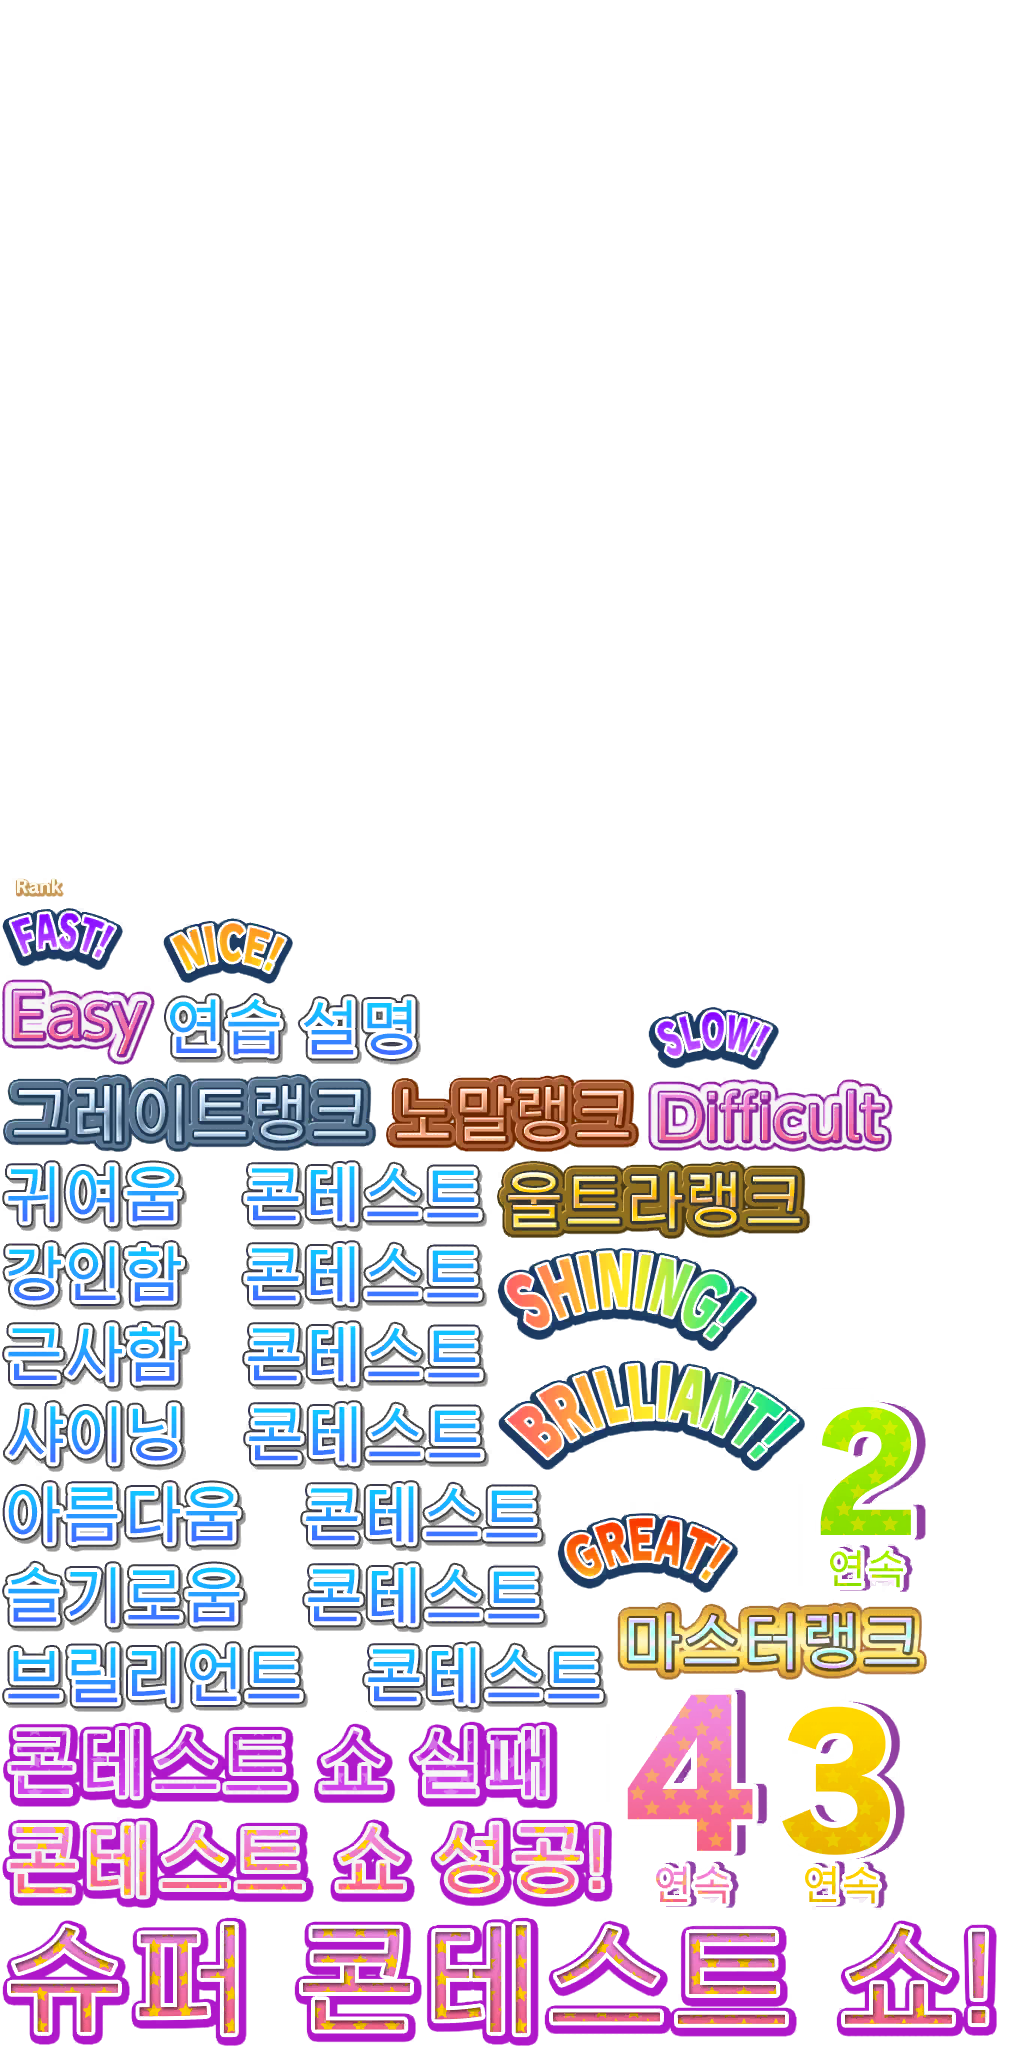 Rank
FAST!
NICE!
Easy
연습 설명
SLOW!
그레이트랭크
노말랭크
Difficult
귀여움 콘테스트
울트라랭크
강인함 콘테스트
SHINING!
근사함 콘테스트
BRILLIANT!
샤이닝 콘테스트
2
연속
아름다움 콘테스트
GREAT!
슬기로움 콘테스트
마스터랭크
브릴리언트 콘테스트
콘테스트 쇼 실패
4
연속
3
연속
콘테스트 쇼 성공!
슈퍼 콘테스트 쇼!